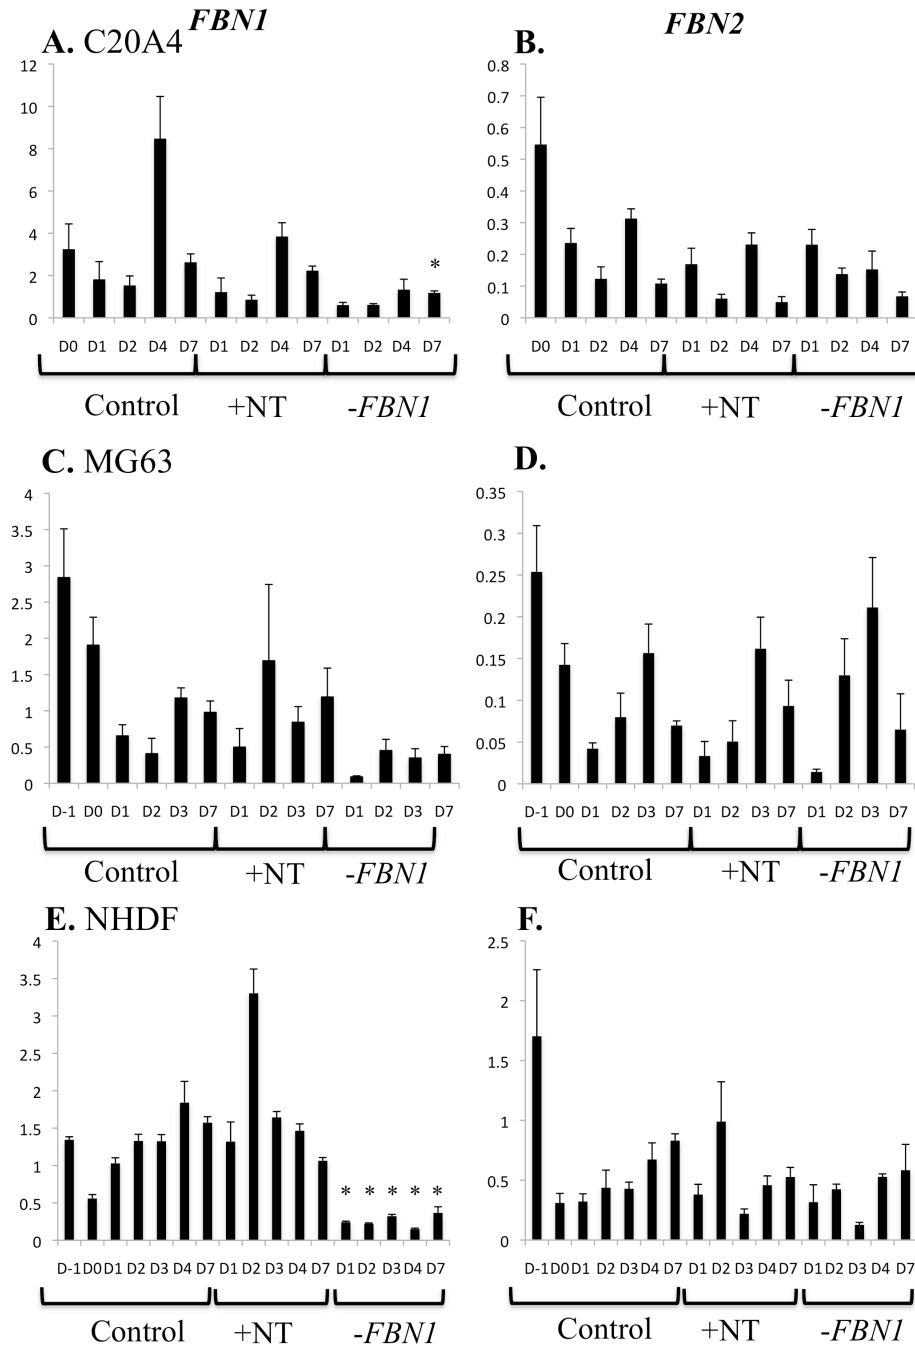 FBN1
FBN2
A. C20A4
B.
12
10
8
6
4
2
0
*
D0 D1 D2 D4 D7 D1 D2 D4 D7 D1 D2 D4 D7
Control +NT -FBN1
0.8
0.7
0.6
0.5
0.4
0.3
0.2
0.1
0
D0 D1 D2 D4 D7 D1 D2 D4 D7 D1 D2 D4 D7
Control +NT -FBN1
C. MG63
D.
4
3.5
3
2.5
2
1.5
1
0.5
0
D-1 D0 D1 D2 D3 D7 D1 D2 D3 D7 D1 D2 D3 D7
Control +NT -FBN1
0.35
0.3
0.25
0.2
0.15
0.1
0.05
0
D-1 D0 D1 D2 D3 D7 D1 D2 D3 D7 D1 D2 D3 D7
Control +NT -FBN1
E. NHDF
F.
4
3.5
3
2.5
2
1.5
1
0.5
0
* * * * *
D-1 D0 D1 D2 D3 D4 D7 D1 D2 D3 D4 D7 D1 D2 D3 D4 D7
Control +NT -FBN1
2.5
2
1.5
1
0.5
0
D-1 D0 D1 D2 D3 D4 D7 D1 D2 D3 D4 D7 D1 D2 D3 D4 D7
Control +NT -FBN1